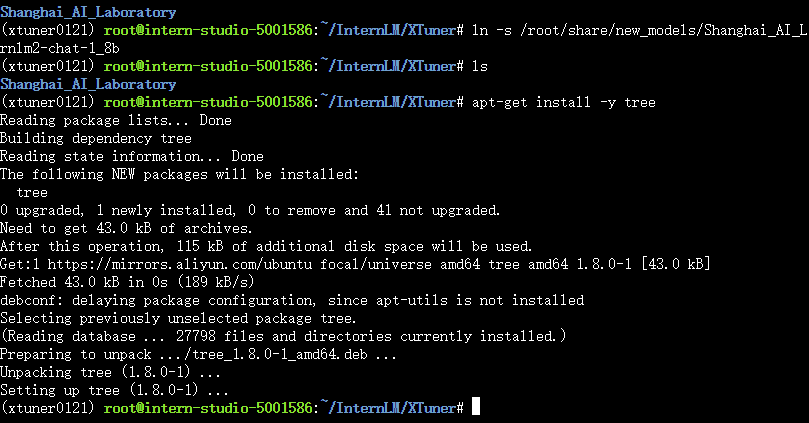 Shanghai_AI_Laboratory
(xtuner0121) root@intern-studio-5001586:~/InternLM/XTuner# ln -s /root/share/new_models/Shanghai_AI_L
rnlm2-chat-1_8b
(xtuner0121) root@intern-studio-5001586:~/InternLM/XTuner# ls
Shanghai_AI_Laboratory
(xtuner0121) root@intern-studio-5001586:~/InternLM/XTuner# apt-get install -y tree
Reading package lists... Done
Building dependency tree
Reading state information... Done
The following NEW packages will be installed:
  tree
0 upgraded, 1 newly installed, 0 to remove and 41 not upgraded.
Need to get 43.0 kB of archives.
After this operation, 115 kB of additional disk space will be used.
Get:1 https://mirrors.aliyun.com/ubuntu focal/universe amd64 tree amd64 1.8.0-1 [43.0 kB]
Fetched 43.0 kB in 0s (189 kB/s)
debconf: delaying package configuration, since apt-utils is not installed
Selecting previously unselected package tree.
(Reading database ... 27798 files and directories currently installed.)
Preparing to unpack .../tree_1.8.0-1_amd64.deb ...
Unpacking tree (1.8.0-1) ...
Setting up tree (1.8.0-1) ...
(xtuner0121) root@intern-studio-5001586:~/InternLM/XTuner#